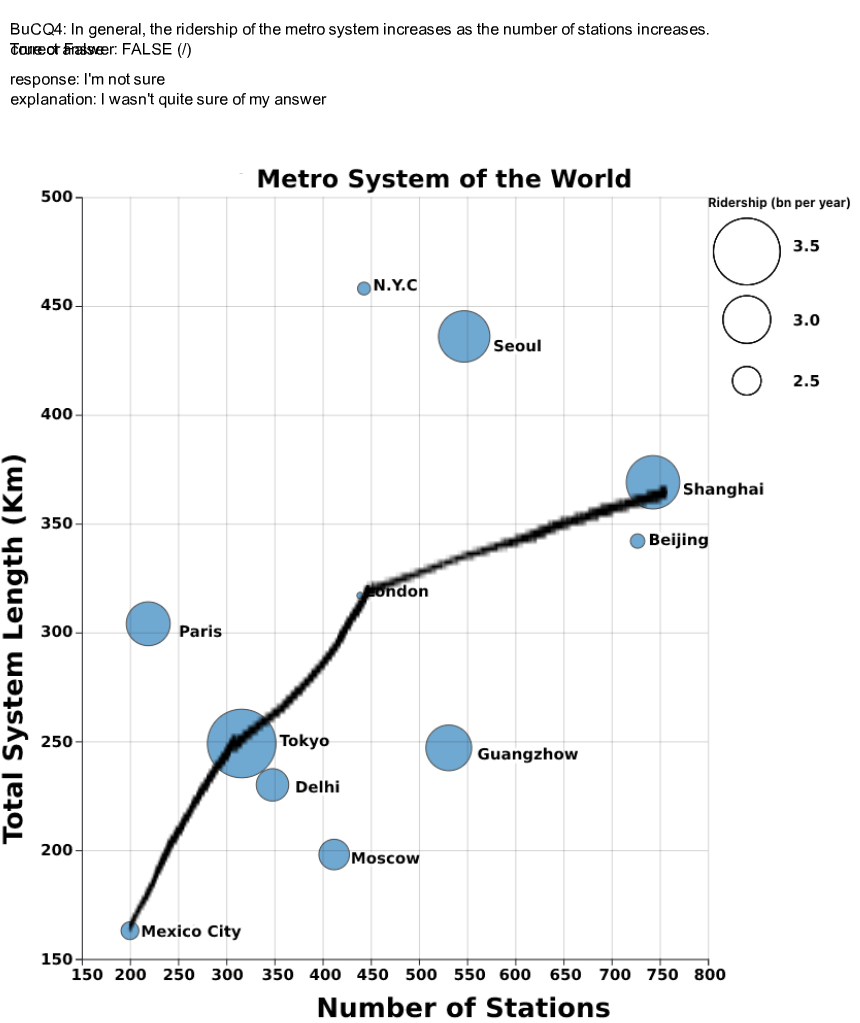 BuCQ4: In general, the ridership of the metro system increases as the number of stations increases.
True or False
correct answer: FALSE (/)
response: I'm not sure
explanation: I wasn't quite sure of my answer
Metro System of the World
Ridership (bn per year)
3.5
3.0
2.5
Total System Length (Km)
500
450
400
350
300
250
200
150
N.Y.C
Seoul
Shanghai
Beijing
London
Paris
Tokyo
Guangzhow
Delhi
Moscow
Mexico City
150 200 250 300 350 400 450 500 550 600 650 700 750 800
Number of Stations